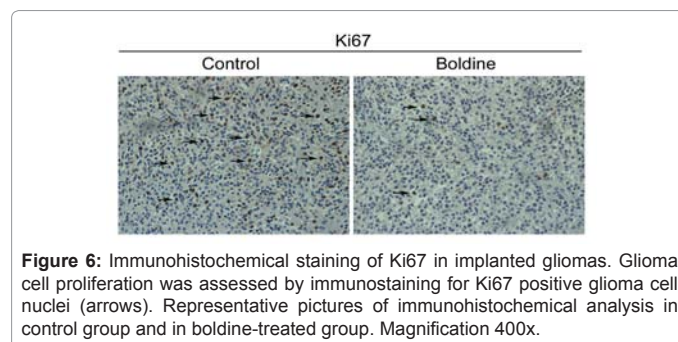 Ki67
Control
Boldine
Figure 6: Immunohistochemical staining of Ki67 in implanted gliomas. Glioma
cell proliferation was assessed by immunostaining for Ki67 positive glioma cell
nuclei (arrows). Representative pictures of immunohistochemical analysis in
control group and in boldine-treated group. Magnification 400x.